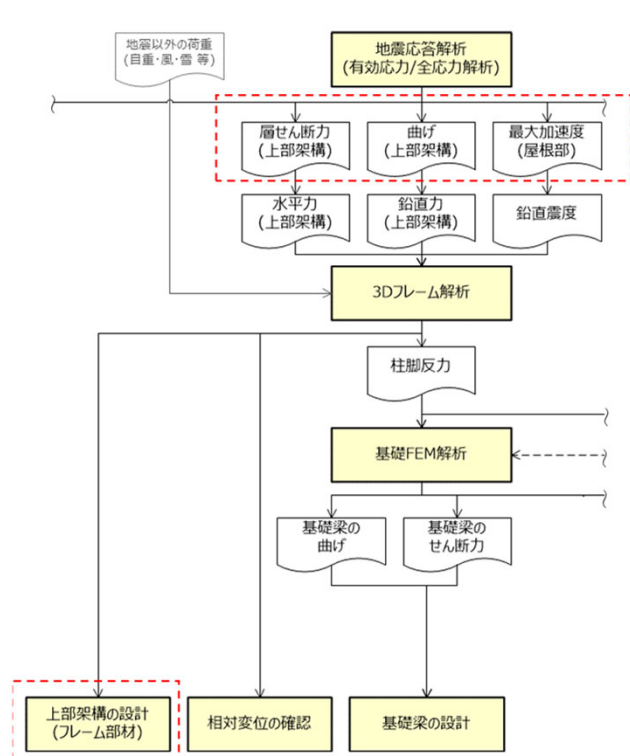 地震以外の荷重
(自重・風・雪 等)
地震応答解析
(有効応力/全応力解析)
層せん断力
(上部架構)
曲げ
(上部架構)
最大加速度
(屋根部)
水平力
(上部架構)
鉛直力
(上部架構)
鉛直震度
3Dフレーム解析
柱脚反力
基礎FEM解析
基礎梁の
曲げ
基礎梁の
せん断力
上部架構の設計
(フレーム部材)
相対変位の確認
基礎梁の設計